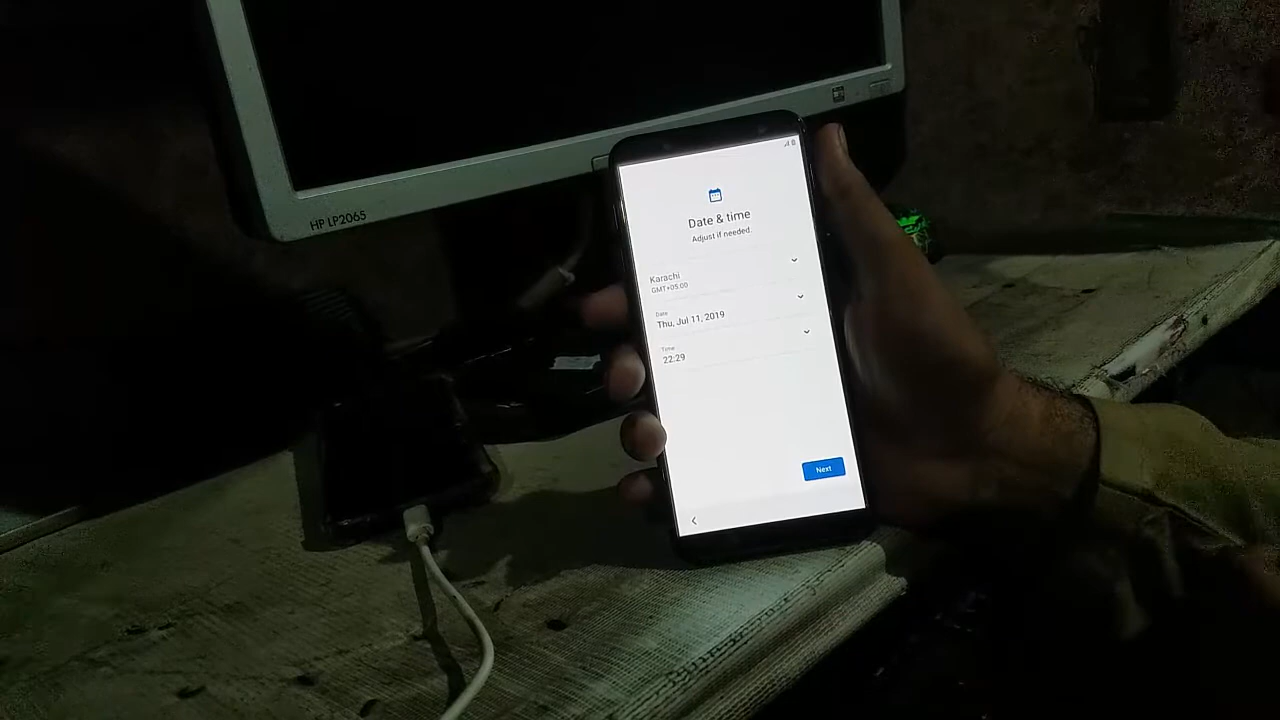 HP LP2065
Date & time
Adjust if needed.
Karachi
GMT+05:00
Date
Thu, Jul 11, 2019
Time
22:29
Next